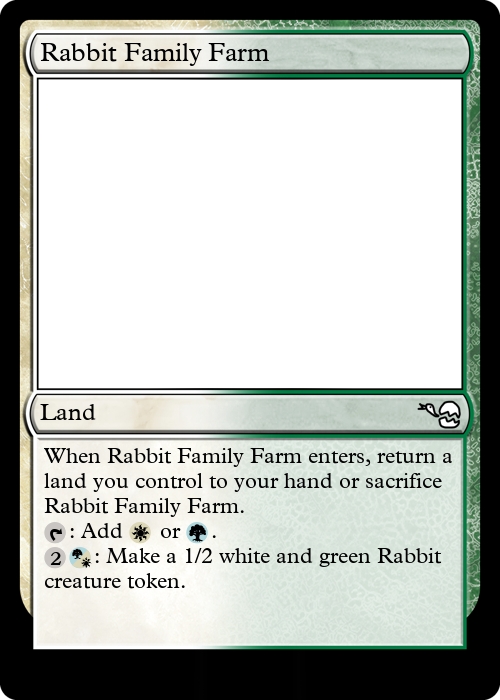 Rabbit Family Farm
Land
When Rabbit Family Farm enters, return a
land you control to your hand or sacrifice
Rabbit Family Farm.
: Add or .
2 : Make a 1/2 white and green Rabbit
creature token.